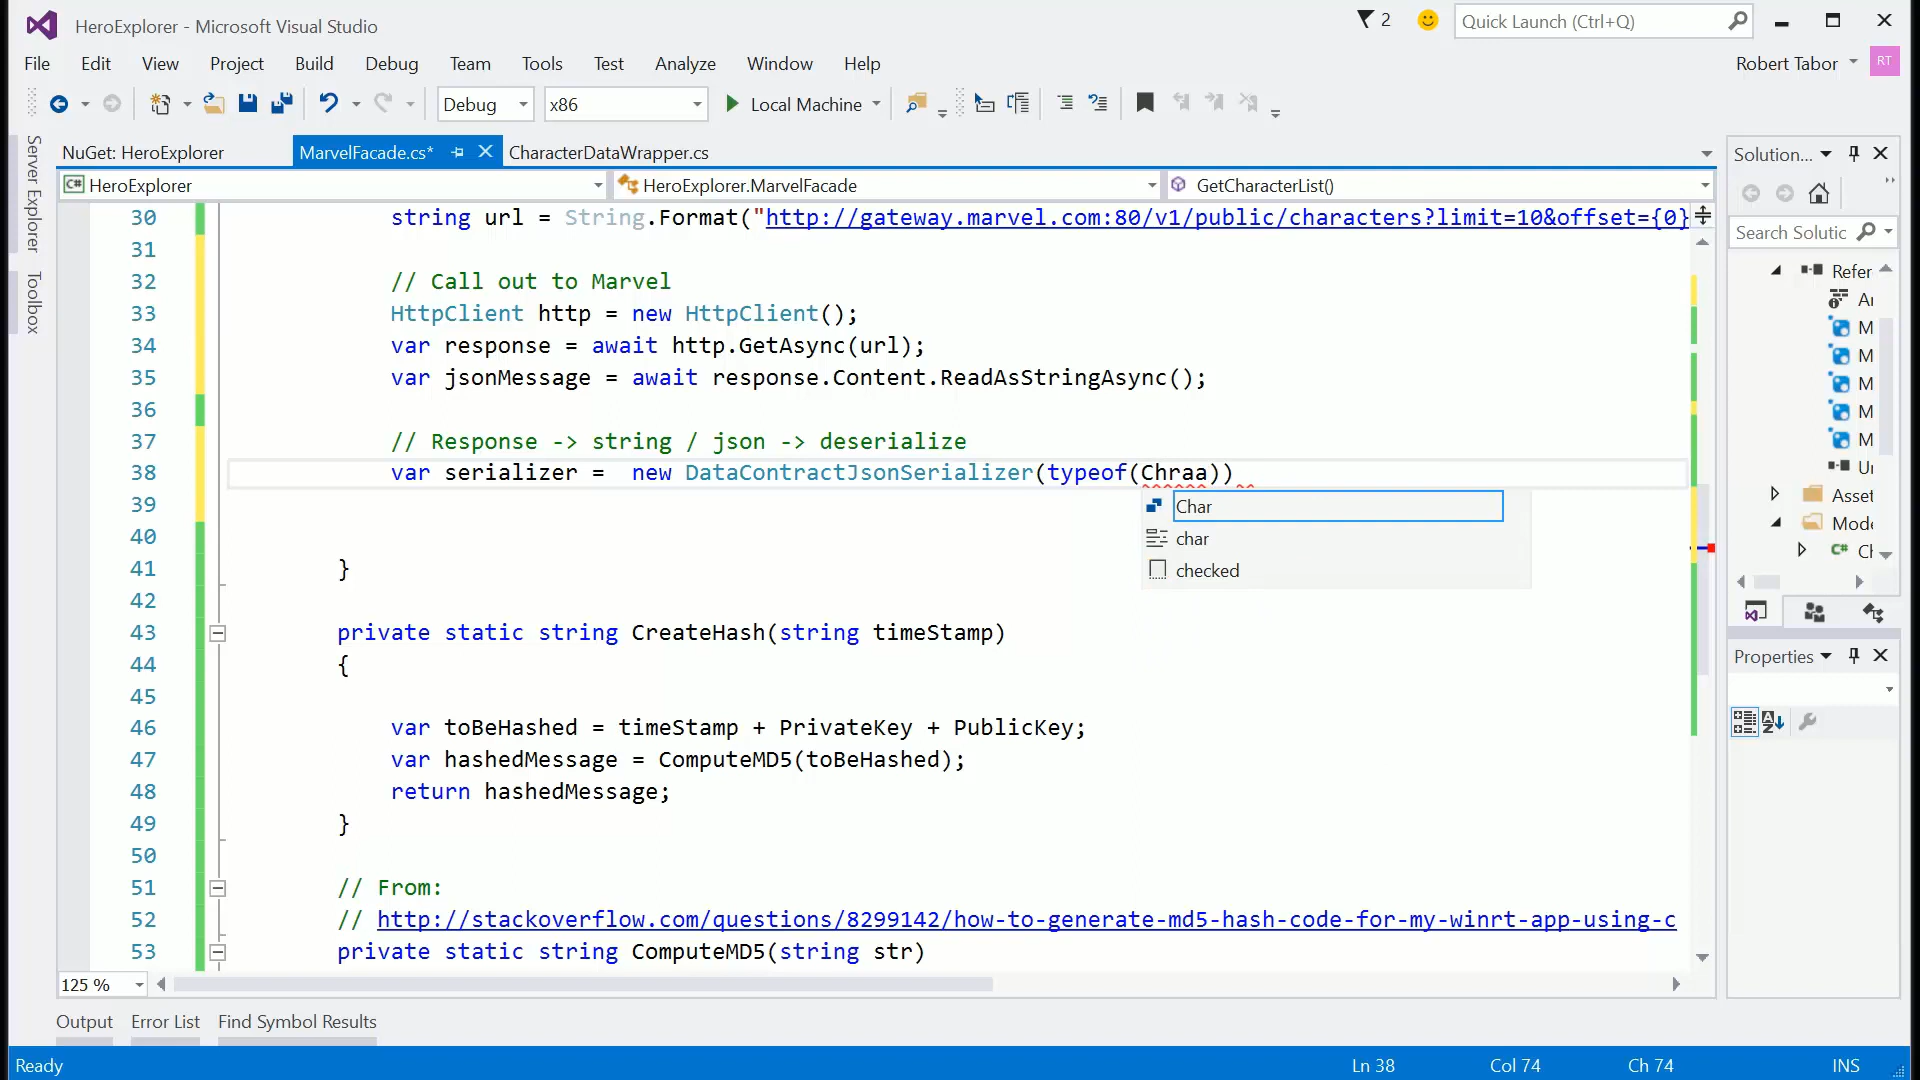 HeroExplorer - Microsoft Visual Studio
2
Quick Launch (Ctrl+Q)
File Edit View Project Build Debug Team Tools Test Analyze Window Help
Robert Tabor RT
Debug x86 Local Machine
Server Explorer
Toolbox
NuGet: HeroExplorer MarvelFacade.cs* CharacterDataWrapper.cs
C# HeroExplorer HeroExplorer.MarvelFacade GetCharacterList()
30 string url = String.Format("http://gateway.marvel.com:80/v1/public/characters?limit=10&offset={0}
31
32 // Call out to Marvel
33 HttpClient http = new HttpClient();
34 var response = await http.GetAsync(url);
35 var jsonMessage = await response.Content.ReadAsStringAsync();
36
37 // Response -> string / json -> deserialize
38 var serializer =  new DataContractJsonSerializer(typeof(Chraa))
39
40
41 }
42
43 private static string CreateHash(string timeStamp)
44 {
45
46 var toBeHashed = timeStamp + PrivateKey + PublicKey;
47 var hashedMessage = ComputeMD5(toBeHashed);
48 return hashedMessage;
49 }
50
51 // From:
52 // http://stackoverflow.com/questions/8299142/how-to-generate-md5-hash-code-for-my-winrt-app-using-c
53 private static string ComputeMD5(string str)
Char
char
checked
125 %
Solution...
Search Solutic
Refer
M
M
M
M
M
Asset
Mode
C#
Properties
Output Error List Find Symbol Results
Ready Ln 38 Col 74 Ch 74 INS